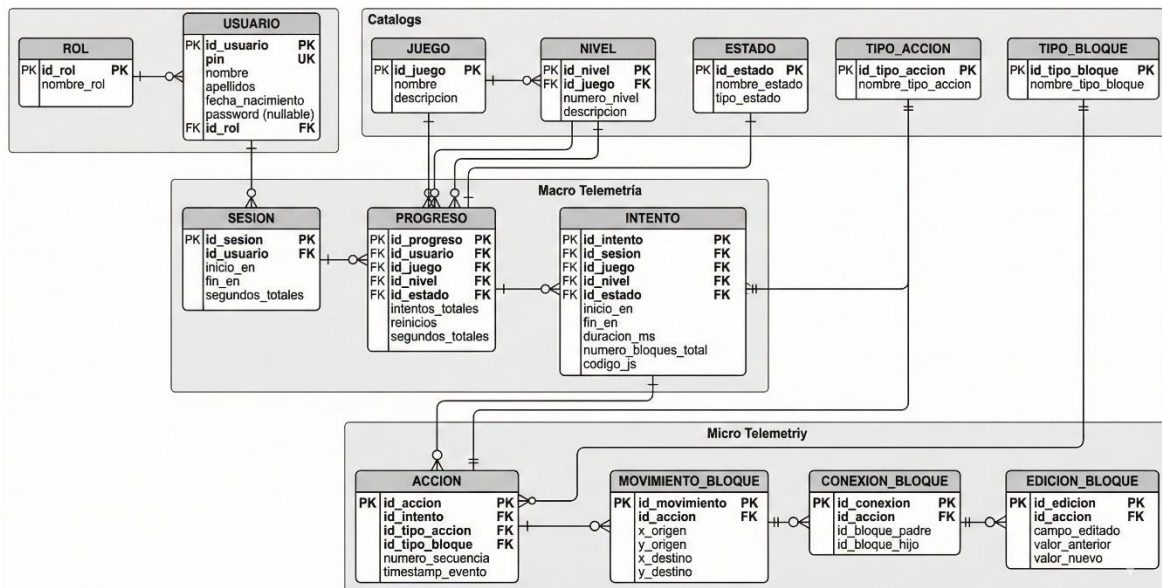 USUARIO
PK id_usuario PK
pin UK
nombre
apellidos
fecha_nacimiento
password (nullable)
FK id_rol FK
ROL
PK id_rol PK
nombre_rol
Catalogs
JUEGO
PK id_juego PK
nombre
descripcion
NIVEL
PK id_nivel PK
FK id_juego FK
numero_nivel
descripcion
ESTADO
PK id_estado PK
nombre_estado
tipo_estado
TIPO_ACCION
PK id_tipo_accion PK
nombre_tipo_accion
TIPO_BLOQUE
PK id_tipo_bloque PK
nombre_tipo_bloque
Macro Telemetría
SESION
PK id_sesion PK
id_usuario FK
inicio_en
fin_en
segundos_totales
PROGRESO
PK id_progreso PK
FK id_usuario FK
FK id_juego FK
FK id_nivel FK
FK id_estado FK
intentos_totales
reinicios
segundos_totales
INTENTO
PK id_intento PK
FK id_sesion FK
FK id_juego FK
FK id_nivel FK
FK id_estado FK
inicio_en
fin_en
duracion_ms
numero_bloques_total
codigo_js
Micro Telemetriy
ACCION
PK id_accion PK
id_intento FK
id_tipo_accion FK
id_tipo_bloque FK
numero_secuencia
timestamp_evento
MOVIMIENTO_BLOQUE
PK id_movimiento PK
id_accion FK
x_origen
y_origen
x_destino
y_destino
CONEXION_BLOQUE
PK id_conexion PK
id_accion FK
id_bloque_padre
id_bloque_hijo
EDICION_BLOQUE
PK id_edicion PK
id_accion FK
campo_editado
valor_anterior
valor_nuevo